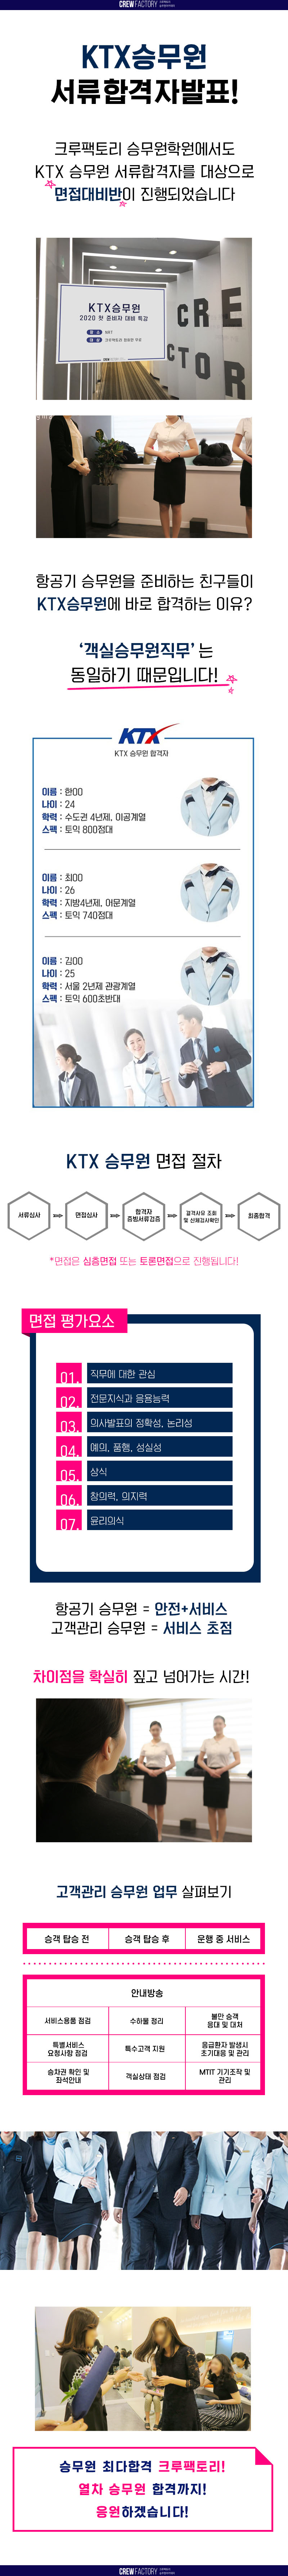 CREW FACTORY
KTX승무원
서류합격자발표!
크루팩토리 승무원학원에서도
KTX 승무원 서류합격자를 대상으로
면접대비반이 진행되었습니다
KTX승무원
2020 첫 준비자 대비 특강
CRE
CTOR
항공기 승무원을 준비하는 친구들이
KTX승무원에 바로 합격하는 이유?
‘객실승무원직무’는
동일하기 때문입니다!
KTX
KTX 승무원 합격자
이름 : 한00
나이 : 24
학력 : 수도권 4년제, 이공계열
스펙 : 토익 800점대
이름 : 최00
나이 : 26
학력 : 지방4년제, 어문계열
스펙 : 토익 740점대
이름 : 김00
나이 : 25
학력 : 서울 2년제 관광계열
스펙 : 토익 600초반대
KTX 승무원 면접 절차
서류심사
면접심사
합격자
증빙서류검증
결격사유 조회
및 신체검사확인
최종합격
*면접은 심층면접 또는 토론면접으로 진행됩니다!
면접 평가요소
01. 직무에 대한 관심
02. 전문지식과 응용능력
03. 의사발표의 정확성, 논리성
04. 예의, 품행, 성실성
05. 상식
06. 창의력, 의지력
07. 윤리의식
항공기 승무원 = 안전+서비스
고객관리 승무원 = 서비스 초점
차이점을 확실히 짚고 넘어가는 시간!
고객관리 승무원 업무 살펴보기
승객 탑승 전
승객 탑승 후
운행 중 서비스
안내방송
서비스용품 점검
수하물 정리
불만 승객
응대 및 대처
특별서비스
요청사항 점검
특수고객 지원
응급환자 발생시
초기대응 및 관리
승차권 확인 및
좌석안내
객실상태 점검
MTIT 기기조작 및
관리
승무원 최다합격 크루팩토리!
열차 승무원 합격까지!
응원하겠습니다!
CREW FACTORY